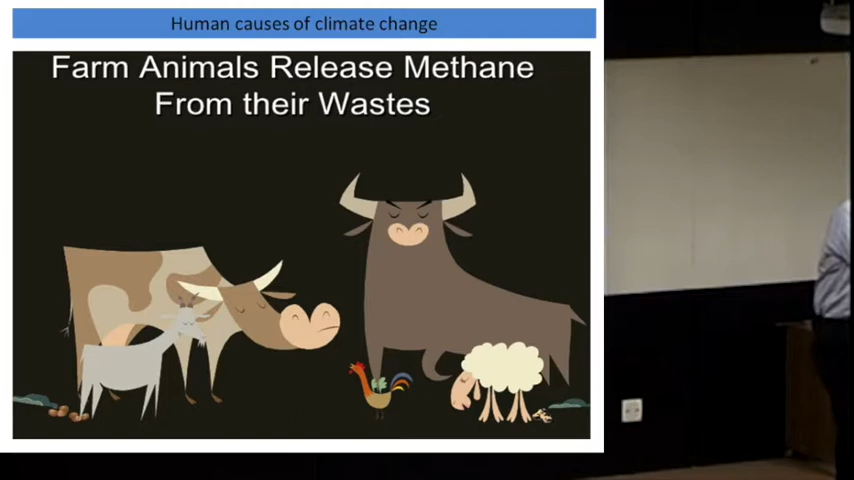 Human causes of climate change
Farm Animals Release Methane
From their Wastes